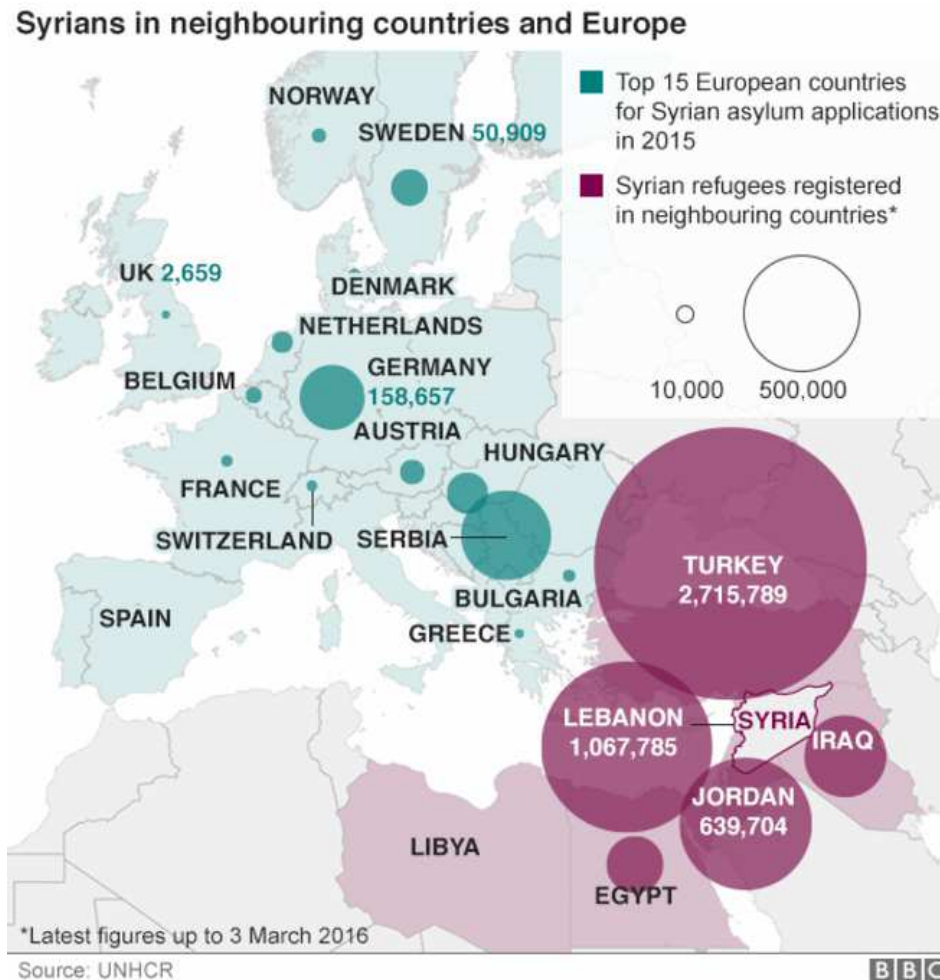 Syrians in neighbouring countries and Europe
Top 15 European countries
for Syrian asylum applications
in 2015
Syrian refugees registered
in neighbouring countries*
10,000
500,000
NORWAY
SWEDEN 50,909
UK 2,659
DENMARK
NETHERLANDS
GERMANY
158,657
BELGIUM
AUSTRIA
HUNGARY
FRANCE
SWITZERLAND
SERBIA
BULGARIA
SPAIN
GREECE
TURKEY
2,715,789
LEBANON
1,067,785
SYRIA
IRAQ
JORDAN
639,704
LIBYA
EGYPT
*Latest figures up to 3 March 2016
Source: UNHCR
BBC